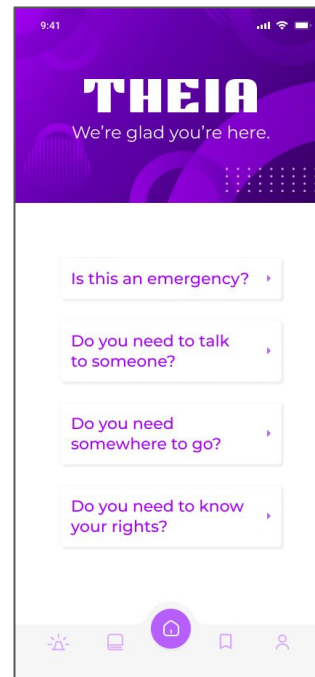 9:41
THEIA
We're glad you're here.
Is this an emergency?
Do you need to talk
to someone?
Do you need
somewhere to go?
Do you need to know
your rights?